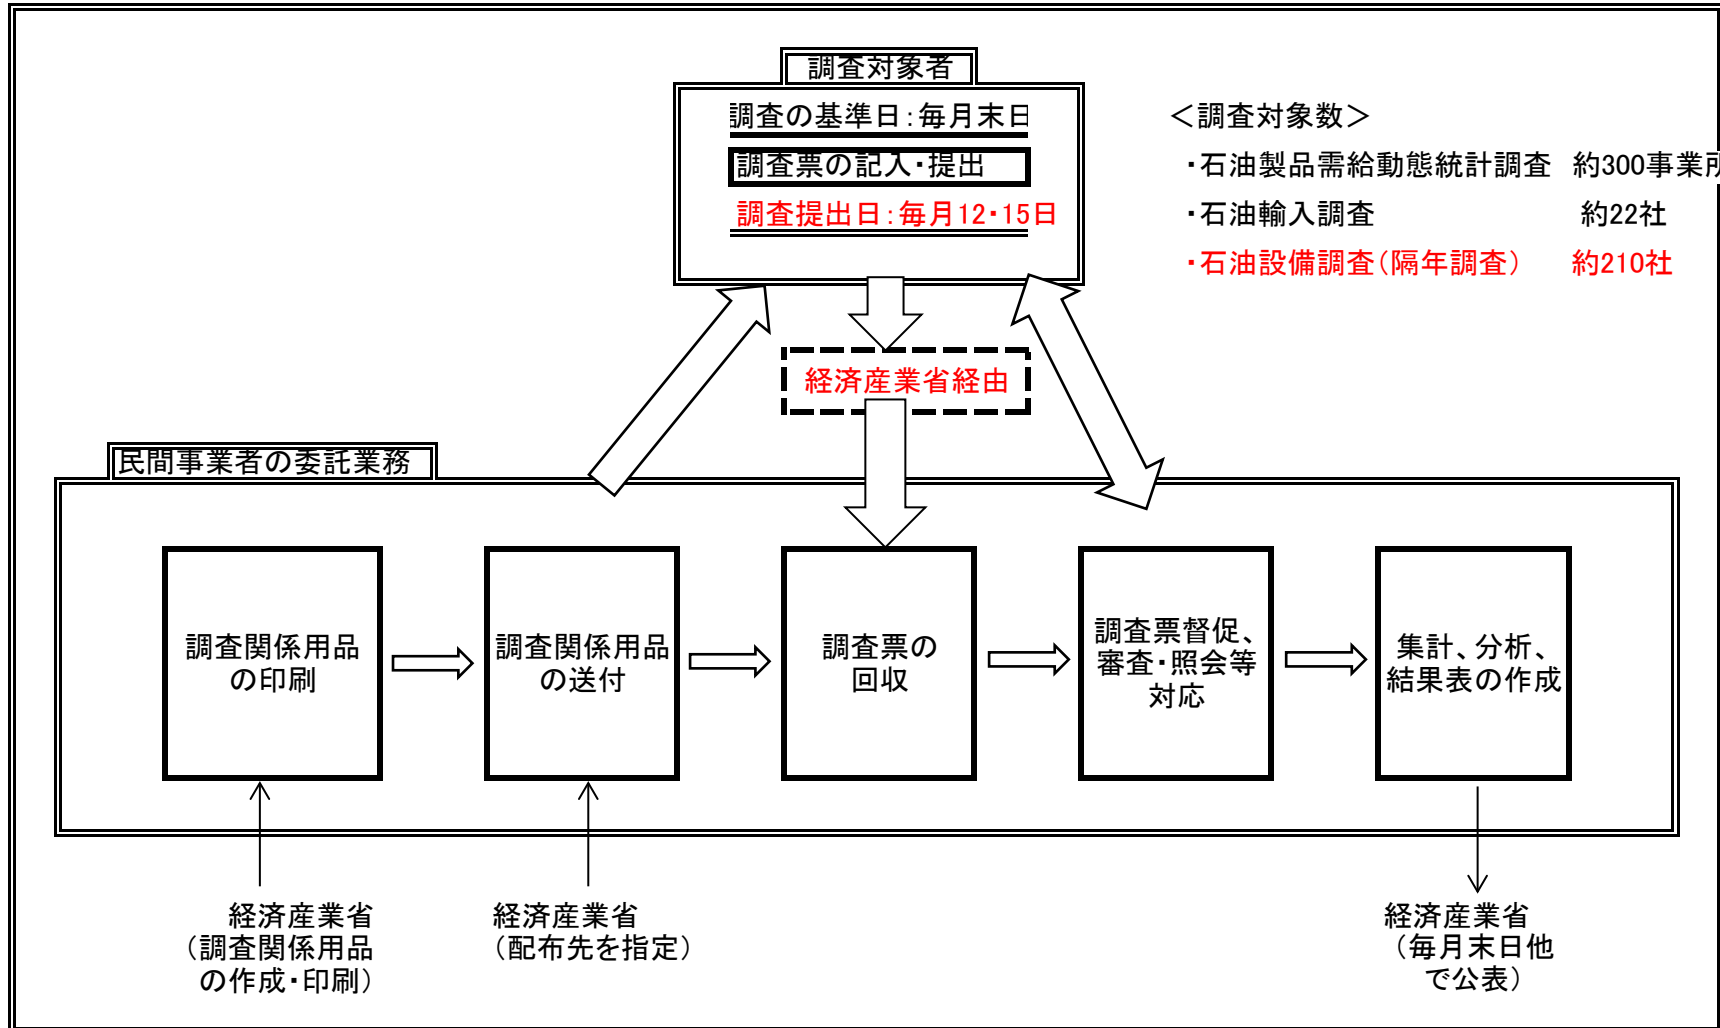 調査対象者
調査の基準日：毎月末日
調査票の記入・提出
調査提出日：毎月12・15日
＜調査対象数＞
・石油製品需給動態統計調査　約300事業所
・石油輸入調査　約22社
・石油設備調査（隔年調査）　約210社
経済産業省経由
民間事業者の委託業務
調査関係用品
の印刷
調査関係用品
の送付
調査票の
回収
調査票督促、
審査・照会等
対応
集計、分析、
結果表の作成
経済産業省
（調査関係用品
の作成・印刷）
経済産業省
（配布先を指定）
経済産業省
（毎月末日他
で公表）